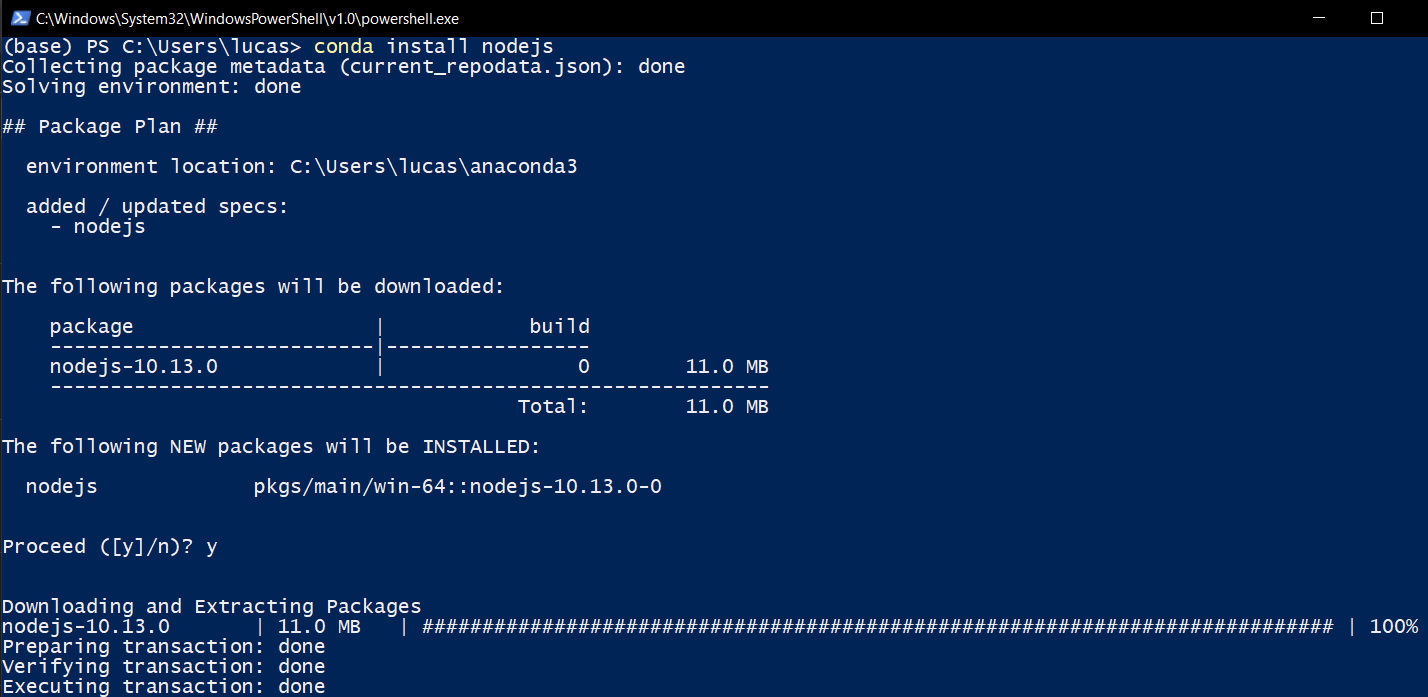 C:\Windows\System32\WindowsPowerShell\v1.0\powershell.exe
(base) PS C:\Users\lucas> conda install nodejs
Collecting package metadata (current_repodata.json): done
Solving environment: done
## Package Plan ##
environment location: C:\Users\lucas\anaconda3
added / updated specs:
- nodejs
The following packages will be downloaded:
package | build
---------------------------|-----------------
nodejs-10.13.0 | 0 11.0 MB
------------------------------------------------------------
Total: 11.0 MB
The following NEW packages will be INSTALLED:
nodejs pkgs/main/win-64::nodejs-10.13.0-0
Proceed ([y]/n)? y
Downloading and Extracting Packages
nodejs-10.13.0 | 11.0 MB | ############################################################################ | 100%
Preparing transaction: done
Verifying transaction: done
Executing transaction: done